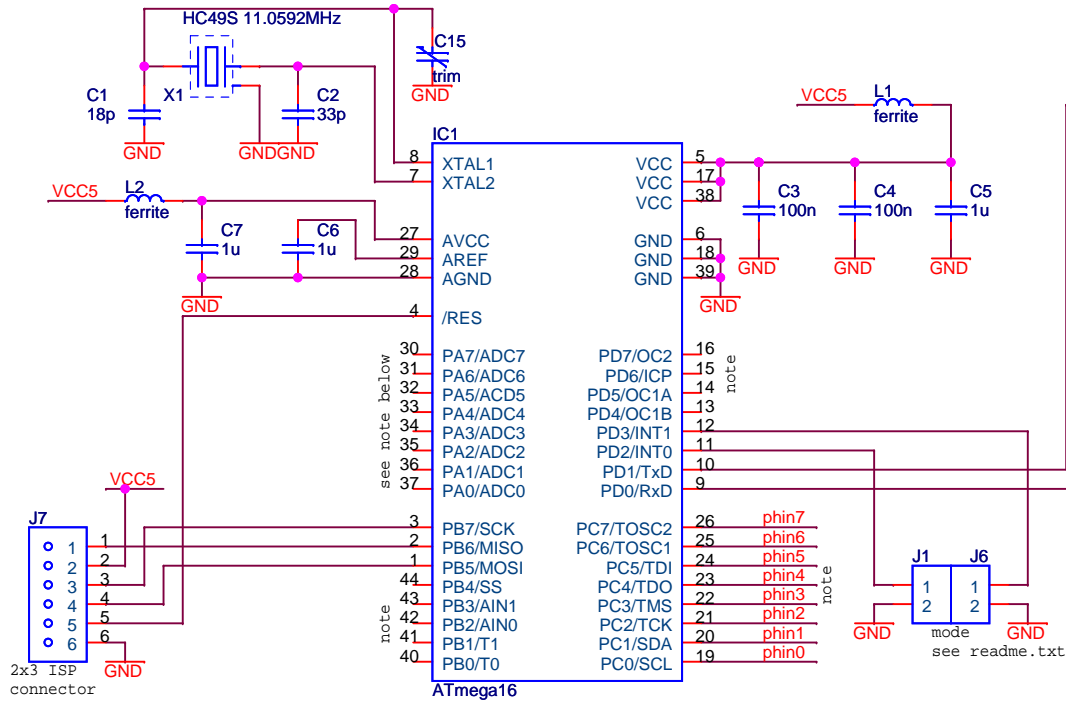 HC49S 11.0592MHz
C15
trim
GND
C1
18p
X1
C2
33p
GND
GND
GND
L1
VCC5
ferrite
IC1
8
XTAL1
7
XTAL2
VCC
5
VCC
17
VCC
38
C3
100n
C4
100n
C5
1u
GND
GND
GND
L2
VCC5
ferrite
C7
1u
C6
1u
GND
27
AVCC
29
AREF
28
AGND
GND
6
GND
18
GND
39
GND
4
/RES
see note below
30
PA7/ADC7
31
PA6/ADC6
32
PA5/ACD5
33
PA4/ADC4
34
PA3/ADC3
35
PA2/ADC2
36
PA1/ADC1
37
PA0/ADC0
PD7/OC2
16
PD6/ICP
15
PD5/OC1A
14
PD4/OC1B
13
PD3/INT1
12
PD2/INT0
11
PD1/TxD
10
PD0/RxD
9
note
VCC5
J7
1
1
2
2
3
3
4
4
5
5
6
6
GND
2x3 ISP
connector
3
PB7/SCK
2
PB6/MISO
1
PB5/MOSI
44
PB4/SS
43
PB3/AIN1
42
PB2/AIN0
41
PB1/T1
40
PB0/T0
note
PC7/TOSC2
26
phin7
PC6/TOSC1
25
phin6
PC5/TDI
24
phin5
PC4/TDO
23
phin4
PC3/TMS
22
phin3
PC2/TCK
21
phin2
PC1/SDA
20
phin1
PC0/SCL
19
phin0
note
ATmega16
J1
J6
1
1
2
2
GND
GND
mode
see readme.txt